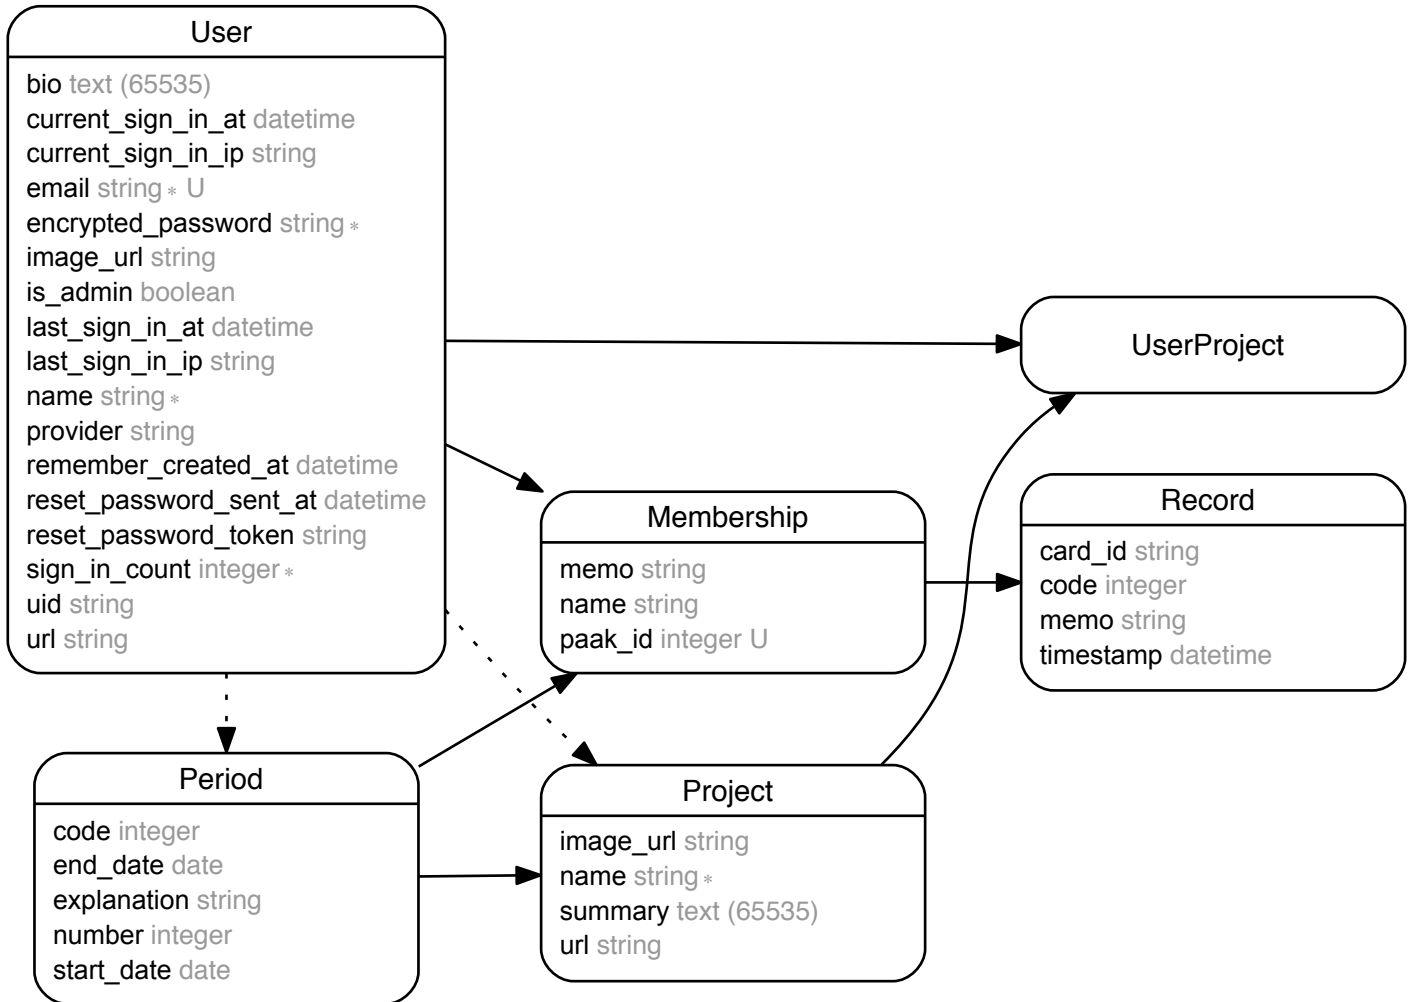 User
bio text (65535)
current_sign_in_at datetime
current_sign_in_ip string
email string * U
encrypted_password string *
image_url string
is_admin boolean
last_sign_in_at datetime
last_sign_in_ip string
name string *
provider string
remember_created_at datetime
reset_password_sent_at datetime
reset_password_token string
sign_in_count integer *
uid string
url string
UserProject
Membership
memo string
name string
paak_id integer U
Record
card_id string
code integer
memo string
timestamp datetime
Period
code integer
end_date date
explanation string
number integer
start_date date
Project
image_url string
name string *
summary text (65535)
url string